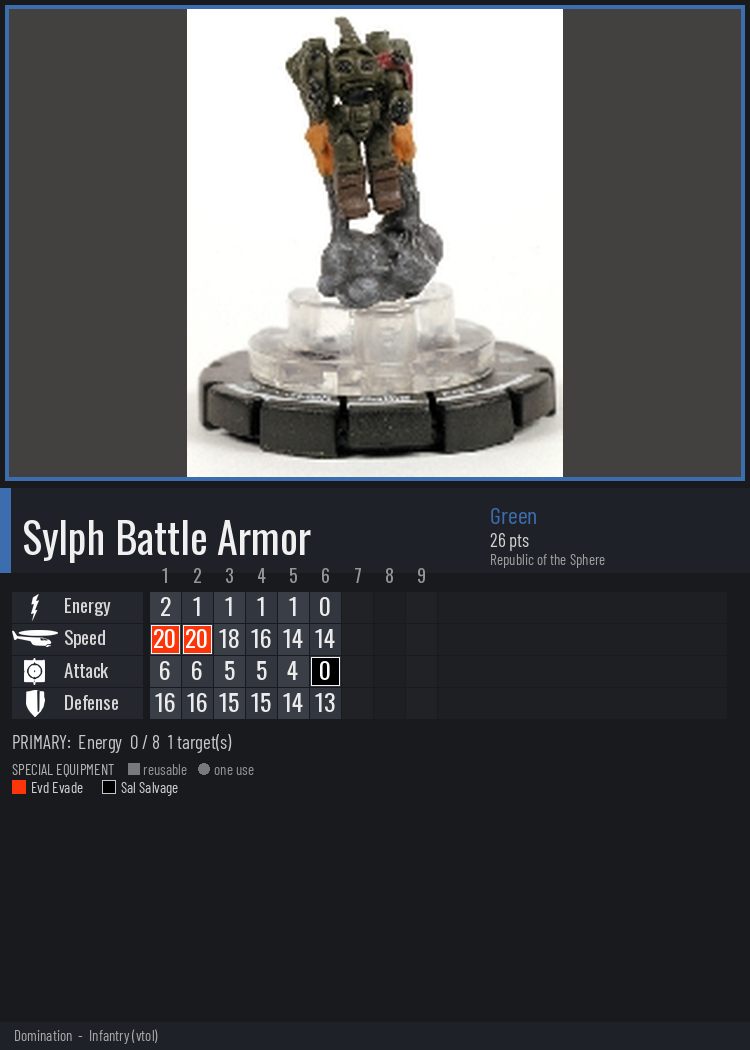 Sylph Battle Armor
Green
26 pts
Republic of the Sphere
1 2 3 4 5 6 7 8 9
Energy 2 1 1 1 1 0
Speed 20 20 18 16 14 14
Attack 6 6 5 5 4 0
Defense 16 16 15 15 14 13
PRIMARY: Energy 0 / 8 1 target(s)
SPECIAL EQUIPMENT reusable one use
Evd Evade Sal Salvage
Domination - Infantry (vtol)